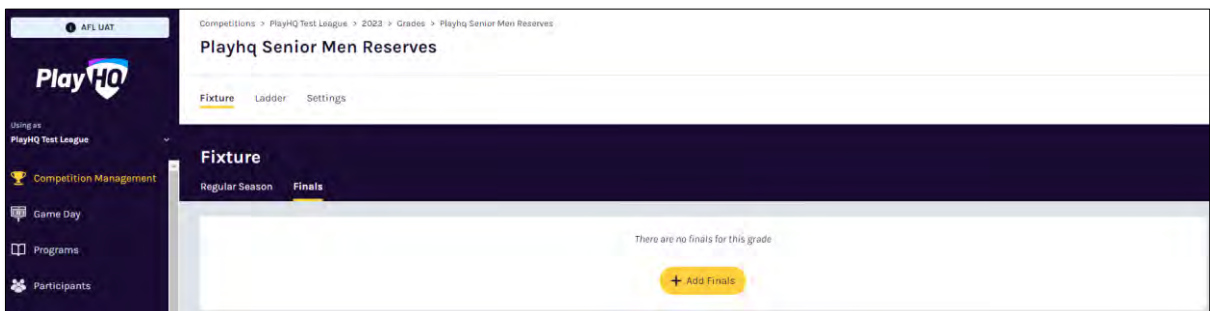 AFL UAT
PlayHQ
Using as
PlayHQ Test League
Competition Management
Game Day
Programs
Participants
Competitions > PlayHQ Test League > 2023 > Grades > Playhq Senior Men Reserves
Playhq Senior Men Reserves
Fixture Ladder Settings
Fixture
Regular Season Finals
There are no finals for this grade
+ Add Finals